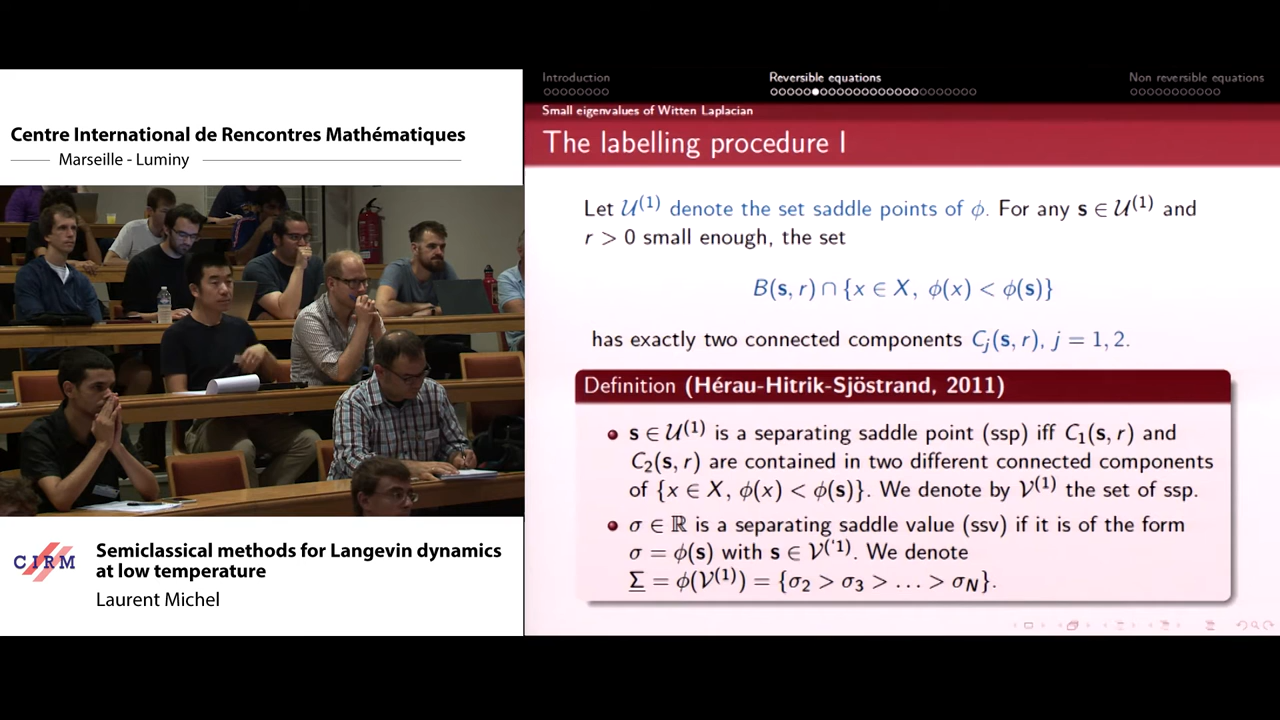 Centre International de Rencontres Mathématiques
Marseille - Luminy
CIRM
Semiclassical methods for Langevin dynamics
at low temperature
Laurent Michel
Introduction
Reversible equations
Non reversible equations
Small eigenvalues of Witten Laplacian
The labelling procedure I
Let 𝒰⁽¹⁾ denote the set saddle points of ϕ. For any s ∈ 𝒰⁽¹⁾ and
r > 0 small enough, the set
B(s, r) ∩ {x ∈ X, ϕ(x) < ϕ(s)}
has exactly two connected components Cⱼ(s, r), j = 1, 2.
Definition (Hérau-Hitrik-Sjöstrand, 2011)
s ∈ 𝒰⁽¹⁾ is a separating saddle point (ssp) iff C₁(s, r) and
C₂(s, r) are contained in two different connected components
of {x ∈ X, ϕ(x) < ϕ(s)}. We denote by 𝒱⁽¹⁾ the set of ssp.
σ ∈ ℝ is a separating saddle value (ssv) if it is of the form
σ = ϕ(s) with s ∈ 𝒱⁽¹⁾. We denote
Σ = ϕ(𝒱⁽¹⁾) = {σ₂ > σ₃ > … > σ_N}.